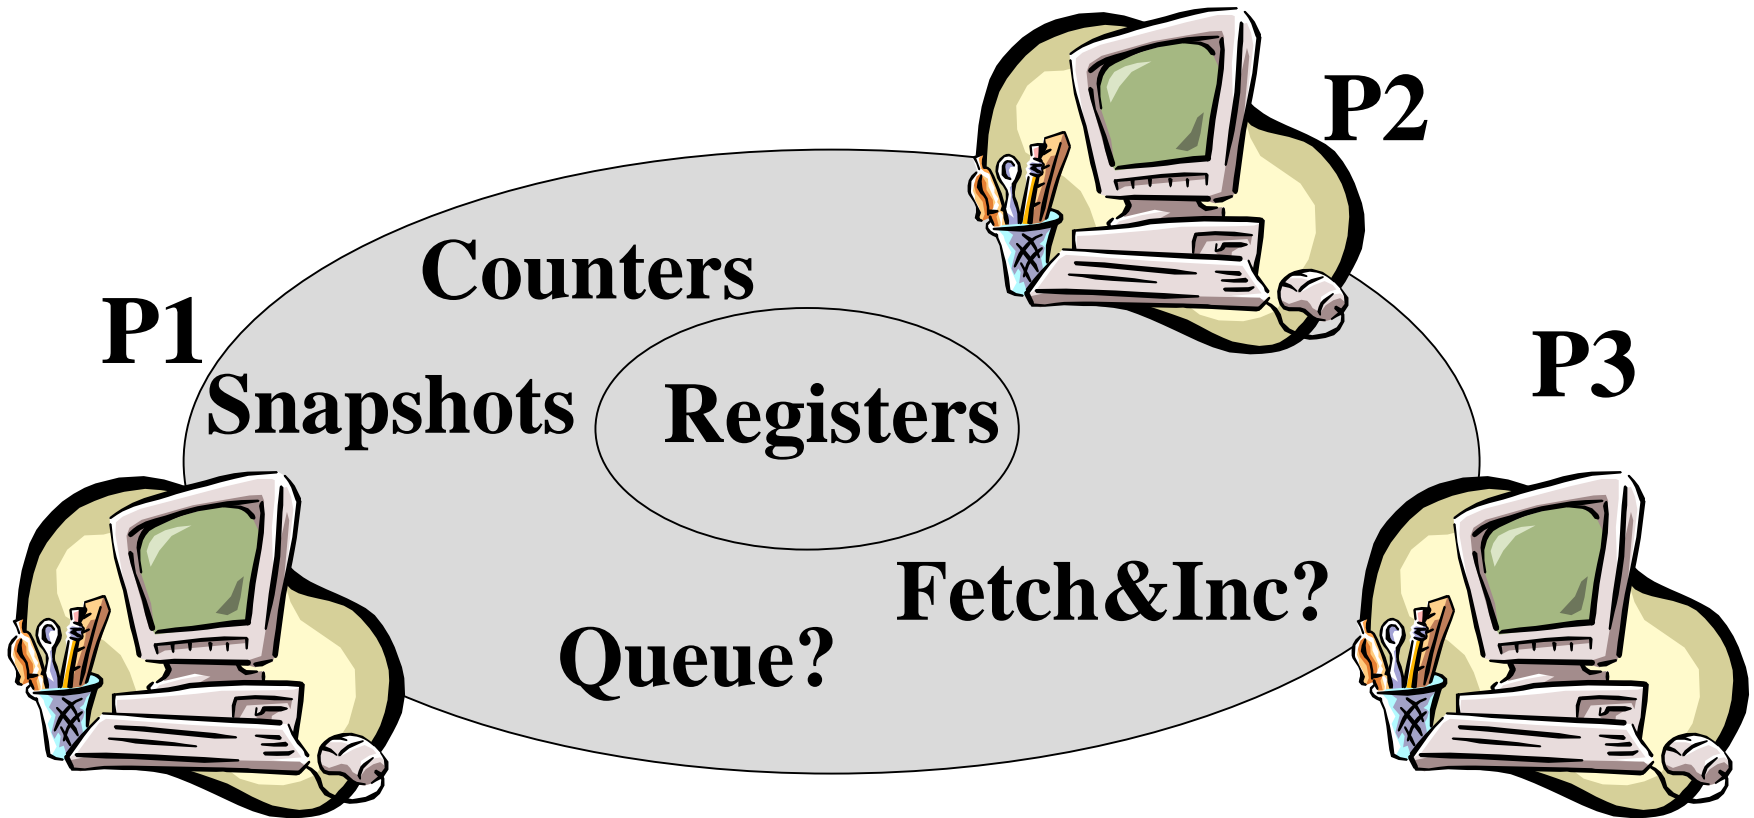 P2
Counters
P1
P3
Snapshots
Registers
Fetch&Inc?
Queue?